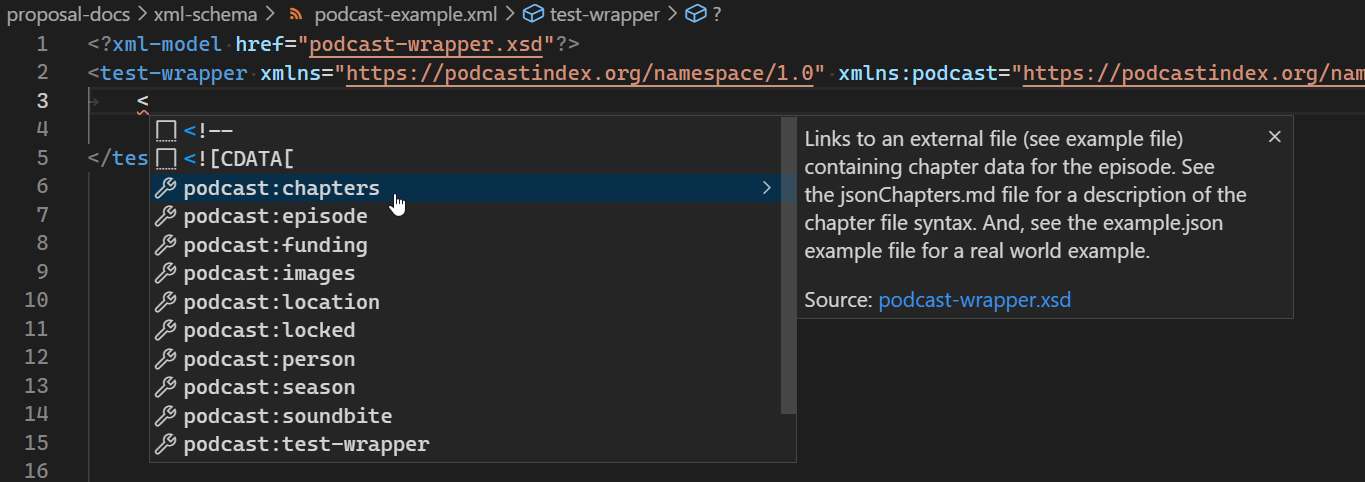 proposal-docs > xml-schema > podcast-example.xml > test-wrapper > ?
1 <?xml-model href="podcast-wrapper.xsd"?>
2 <test-wrapper xmlns="https://podcastindex.org/namespace/1.0" xmlns:podcast="https://podcastindex.org/nam
3 <
4
5 </tes
6
7
8
9
10
11
12
13
14
15
16
<!--
<![CDATA[
podcast:chapters >
podcast:episode
podcast:funding
podcast:images
podcast:location
podcast:locked
podcast:person
podcast:season
podcast:soundbite
podcast:test-wrapper
Links to an external file (see example file) ×
containing chapter data for the episode. See
the jsonChapters.md file for a description of the
chapter file syntax. And, see the example.json
example file for a real world example.
Source: podcast-wrapper.xsd